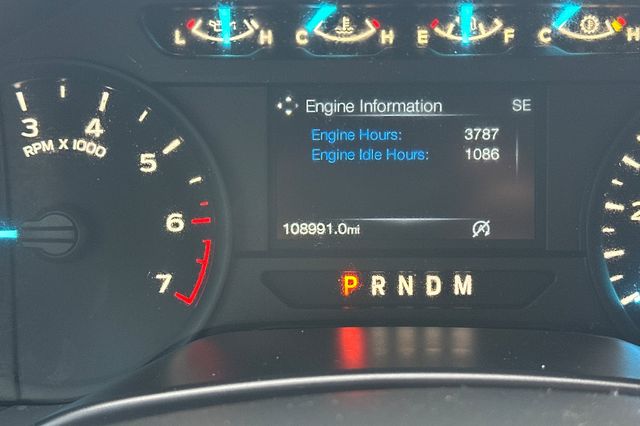 L H C H E F C H
Engine Information SE
Engine Hours: 3787
Engine Idle Hours: 1086
108991.0mi
3 4 5 6 7
RPM X 1000
2
P R N D M